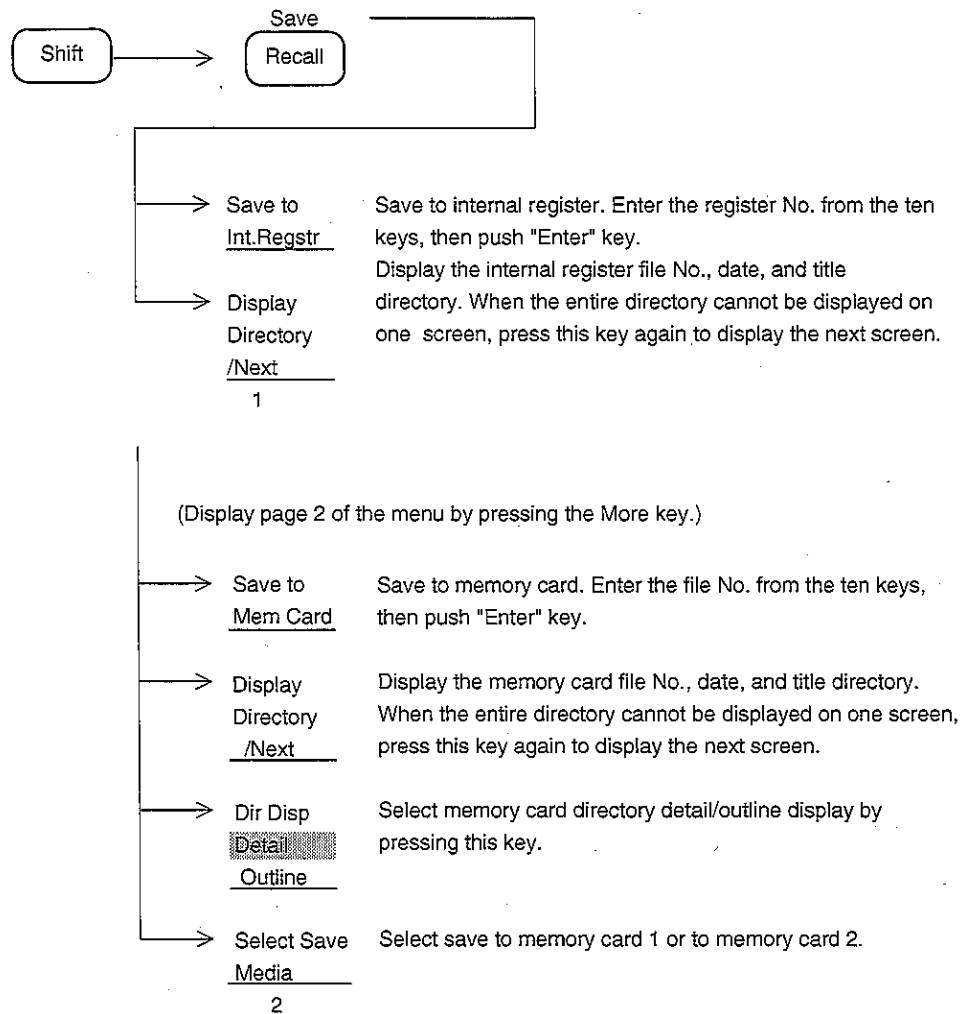 Save
Shift
Recall
Save to
Int.Regstr
Save to internal register. Enter the register No. from the ten
keys, then push "Enter" key.
Display
Directory
/Next
1
Display the internal register file No., date, and title
directory. When the entire directory cannot be displayed on
one screen, press this key again to display the next screen.
(Display page 2 of the menu by pressing the More key.)
Save to
Mem Card
Save to memory card. Enter the file No. from the ten keys,
then push "Enter" key.
Display
Directory
/Next
Display the memory card file No., date, and title directory.
When the entire directory cannot be displayed on one screen,
press this key again to display the next screen.
Dir Disp
Detail
Outline
Select memory card directory detail/outline display by
pressing this key.
Select Save
Media
2
Select save to memory card 1 or to memory card 2.